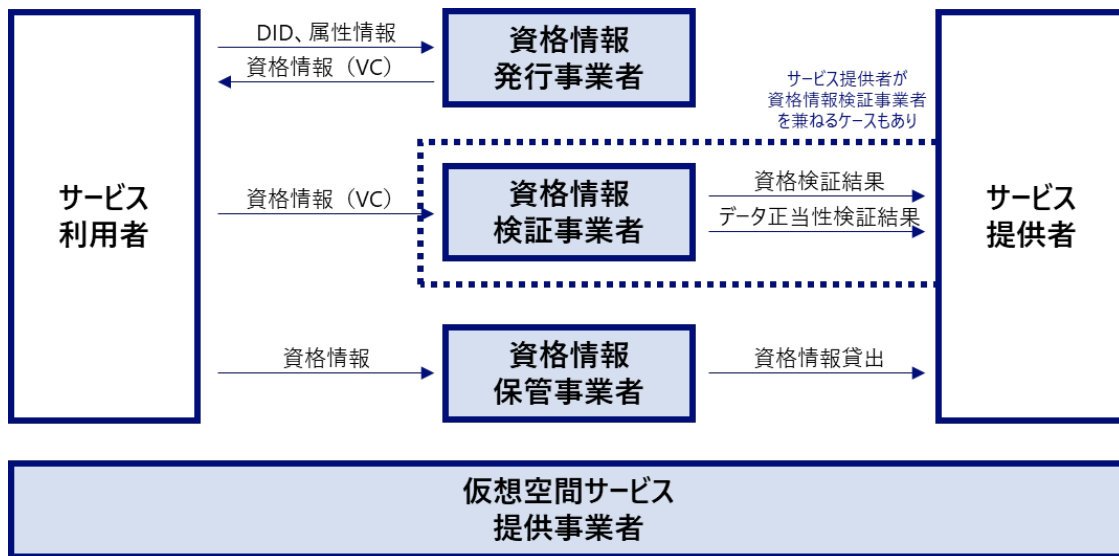 DID、属性情報
資格情報（VC）
資格情報
発行事業者
サービス提供者が
資格情報検証事業者
を兼ねるケースもあり
サービス
利用者
資格情報（VC）
資格情報
検証事業者
資格検証結果
データ正当性検証結果
サービス
提供者
資格情報
資格情報
保管事業者
資格情報貸出
仮想空間サービス
提供事業者